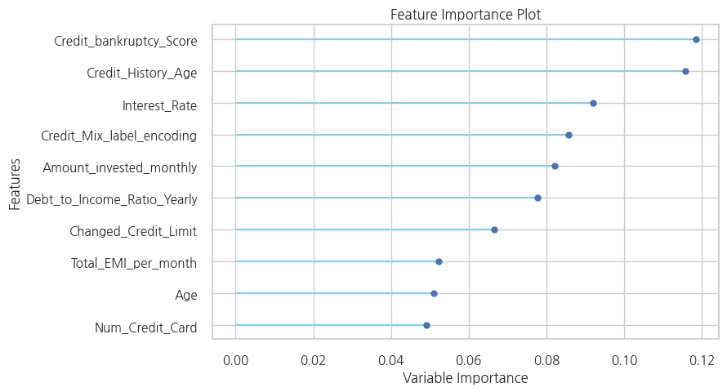 Feature Importance Plot
Credit_bankruptcy_Score
Credit_History_Age
Interest_Rate
Credit_Mix_label_encoding
Amount_invested_monthly
Debt_to_Income_Ratio_Yearly
Changed_Credit_Limit
Total_EMI_per_month
Age
Num_Credit_Card
Features
0.00 0.02 0.04 0.06 0.08 0.10 0.12
Variable Importance